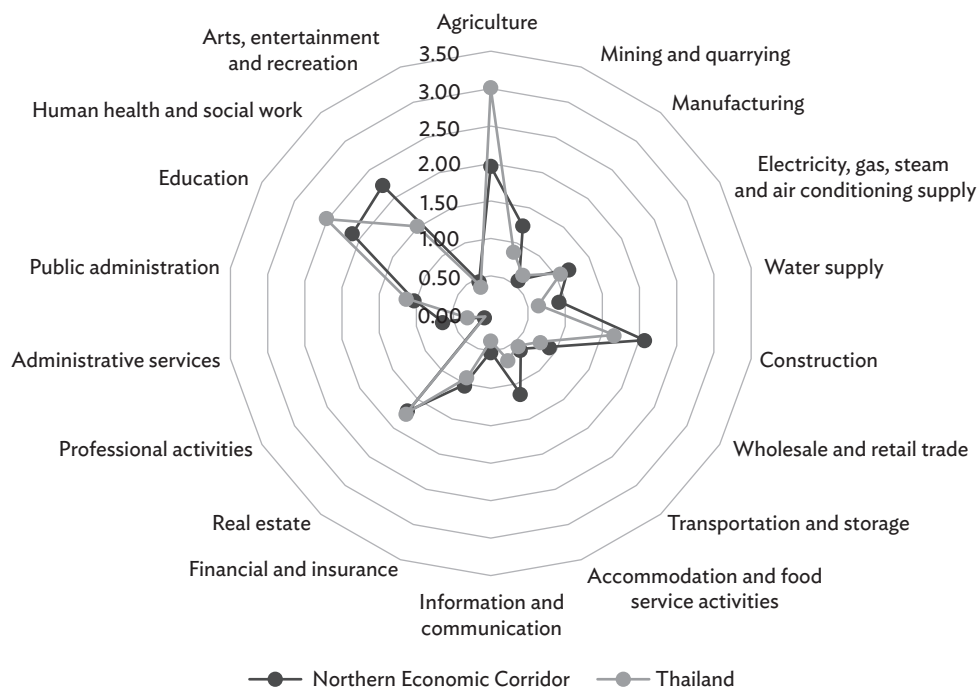 Agriculture
Arts, entertainment
and recreation
Mining and quarrying
Human health and social work
Manufacturing
Education
Electricity, gas, steam
and air conditioning supply
Public administration
Water supply
Administrative services
Construction
Professional activities
Wholesale and retail trade
Real estate
Transportation and storage
Financial and insurance
Accommodation and food
service activities
Information and
communication
3.50
3.00
2.50
2.00
1.50
1.00
0.50
0.00
Northern Economic Corridor
Thailand